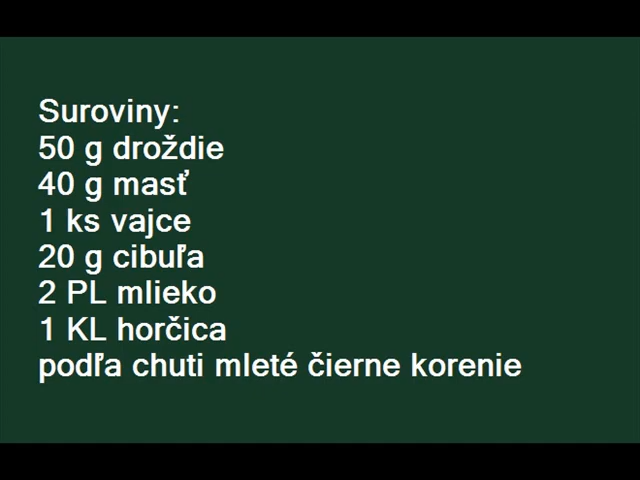 Suroviny:
50 g droždie
40 g masť
1 ks vajce
20 g cibuľa
2 PL mlieko
1 KL horčica
podľa chuti mleté čierne korenie